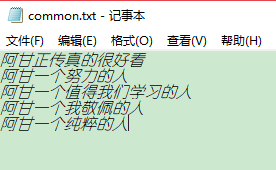 common.txt - 记事本
文件(F) 编辑(E) 格式(O) 查看(V) 帮助(H)
阿甘正传真的很好看
阿甘一个努力的人
阿甘一个值得我们学习的人
阿甘一个我敬佩的人
阿甘一个纯粹的人